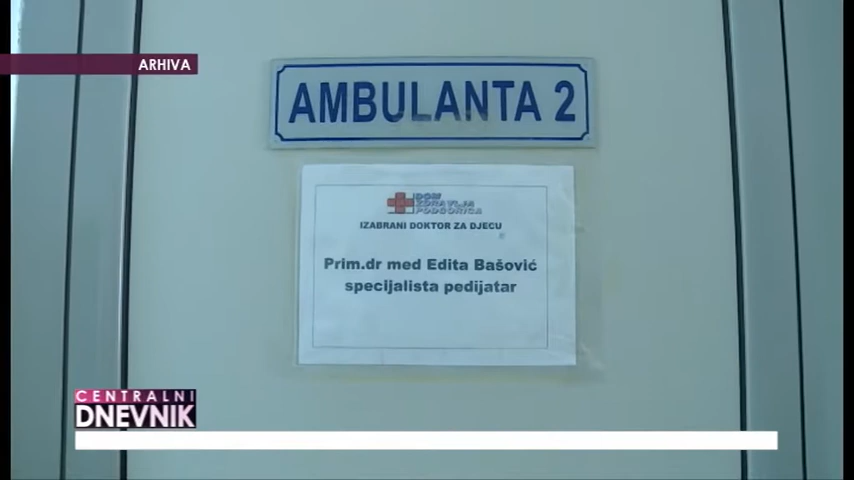 ARHIVA
AMBULANTA 2
DOM
ZDRAVLJA
PODGORICA
IZABRANI DOKTOR ZA DJECU
Prim.dr med Edita Bašović
specijalista pedijatar
CENTRALNI
DNEVNIK